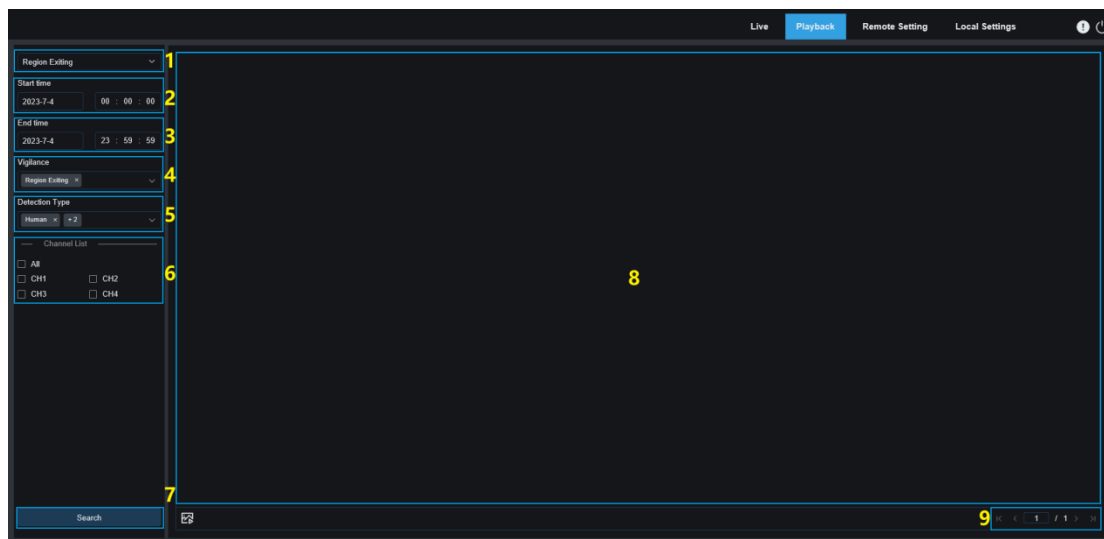 Live Playback Remote Setting Local Settings
Region Exiting 1
Start time
2023-7-4 00 : 00 : 00 2
End time
2023-7-4 23 : 59 : 59 3
Vigilance
Region Exiting × 4
Detection Type
Human × + 2 5
Channel List
All
CH1 CH2 6
CH3 CH4
8
7
Search
9 1 / 1